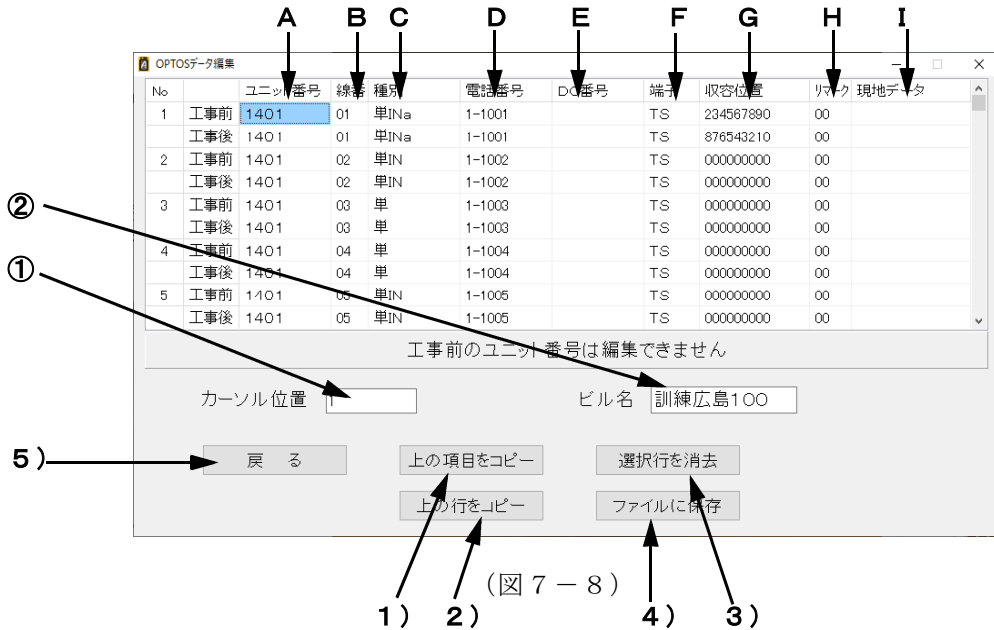 A B C D E F G H I
OPTOSデータ編集
No ユニット番号 線番 種別 電話番号 DC番号 端子 収容位置 リマーク 現地データ
1 工事前 1401 01 単INa 1-1001 TS 234567890 00
工事後 1401 01 単INa 1-1001 TS 876543210 00
2 工事前 1401 02 単IN 1-1002 TS 000000000 00
工事後 1401 02 単IN 1-1002 TS 000000000 00
②
3 工事前 1401 03 単 1-1003 TS 000000000 00
工事後 1401 03 単 1-1003 TS 000000000 00
4 工事前 1401 04 単 1-1004 TS 000000000 00
①
工事後 1401 04 単 1-1004 TS 000000000 00
5 工事前 1401 05 単IN 1-1005 TS 000000000 00
工事後 1401 05 単IN 1-1005 TS 000000000 00
工事前のユニット番号は編集できません
カーソル位置 1 ビル名 訓練広島100
5） 戻 る 上の項目をコピー 選択行を消去
上の行をコピー ファイルに保存
（図７－８）
1） 2） 4） 3）